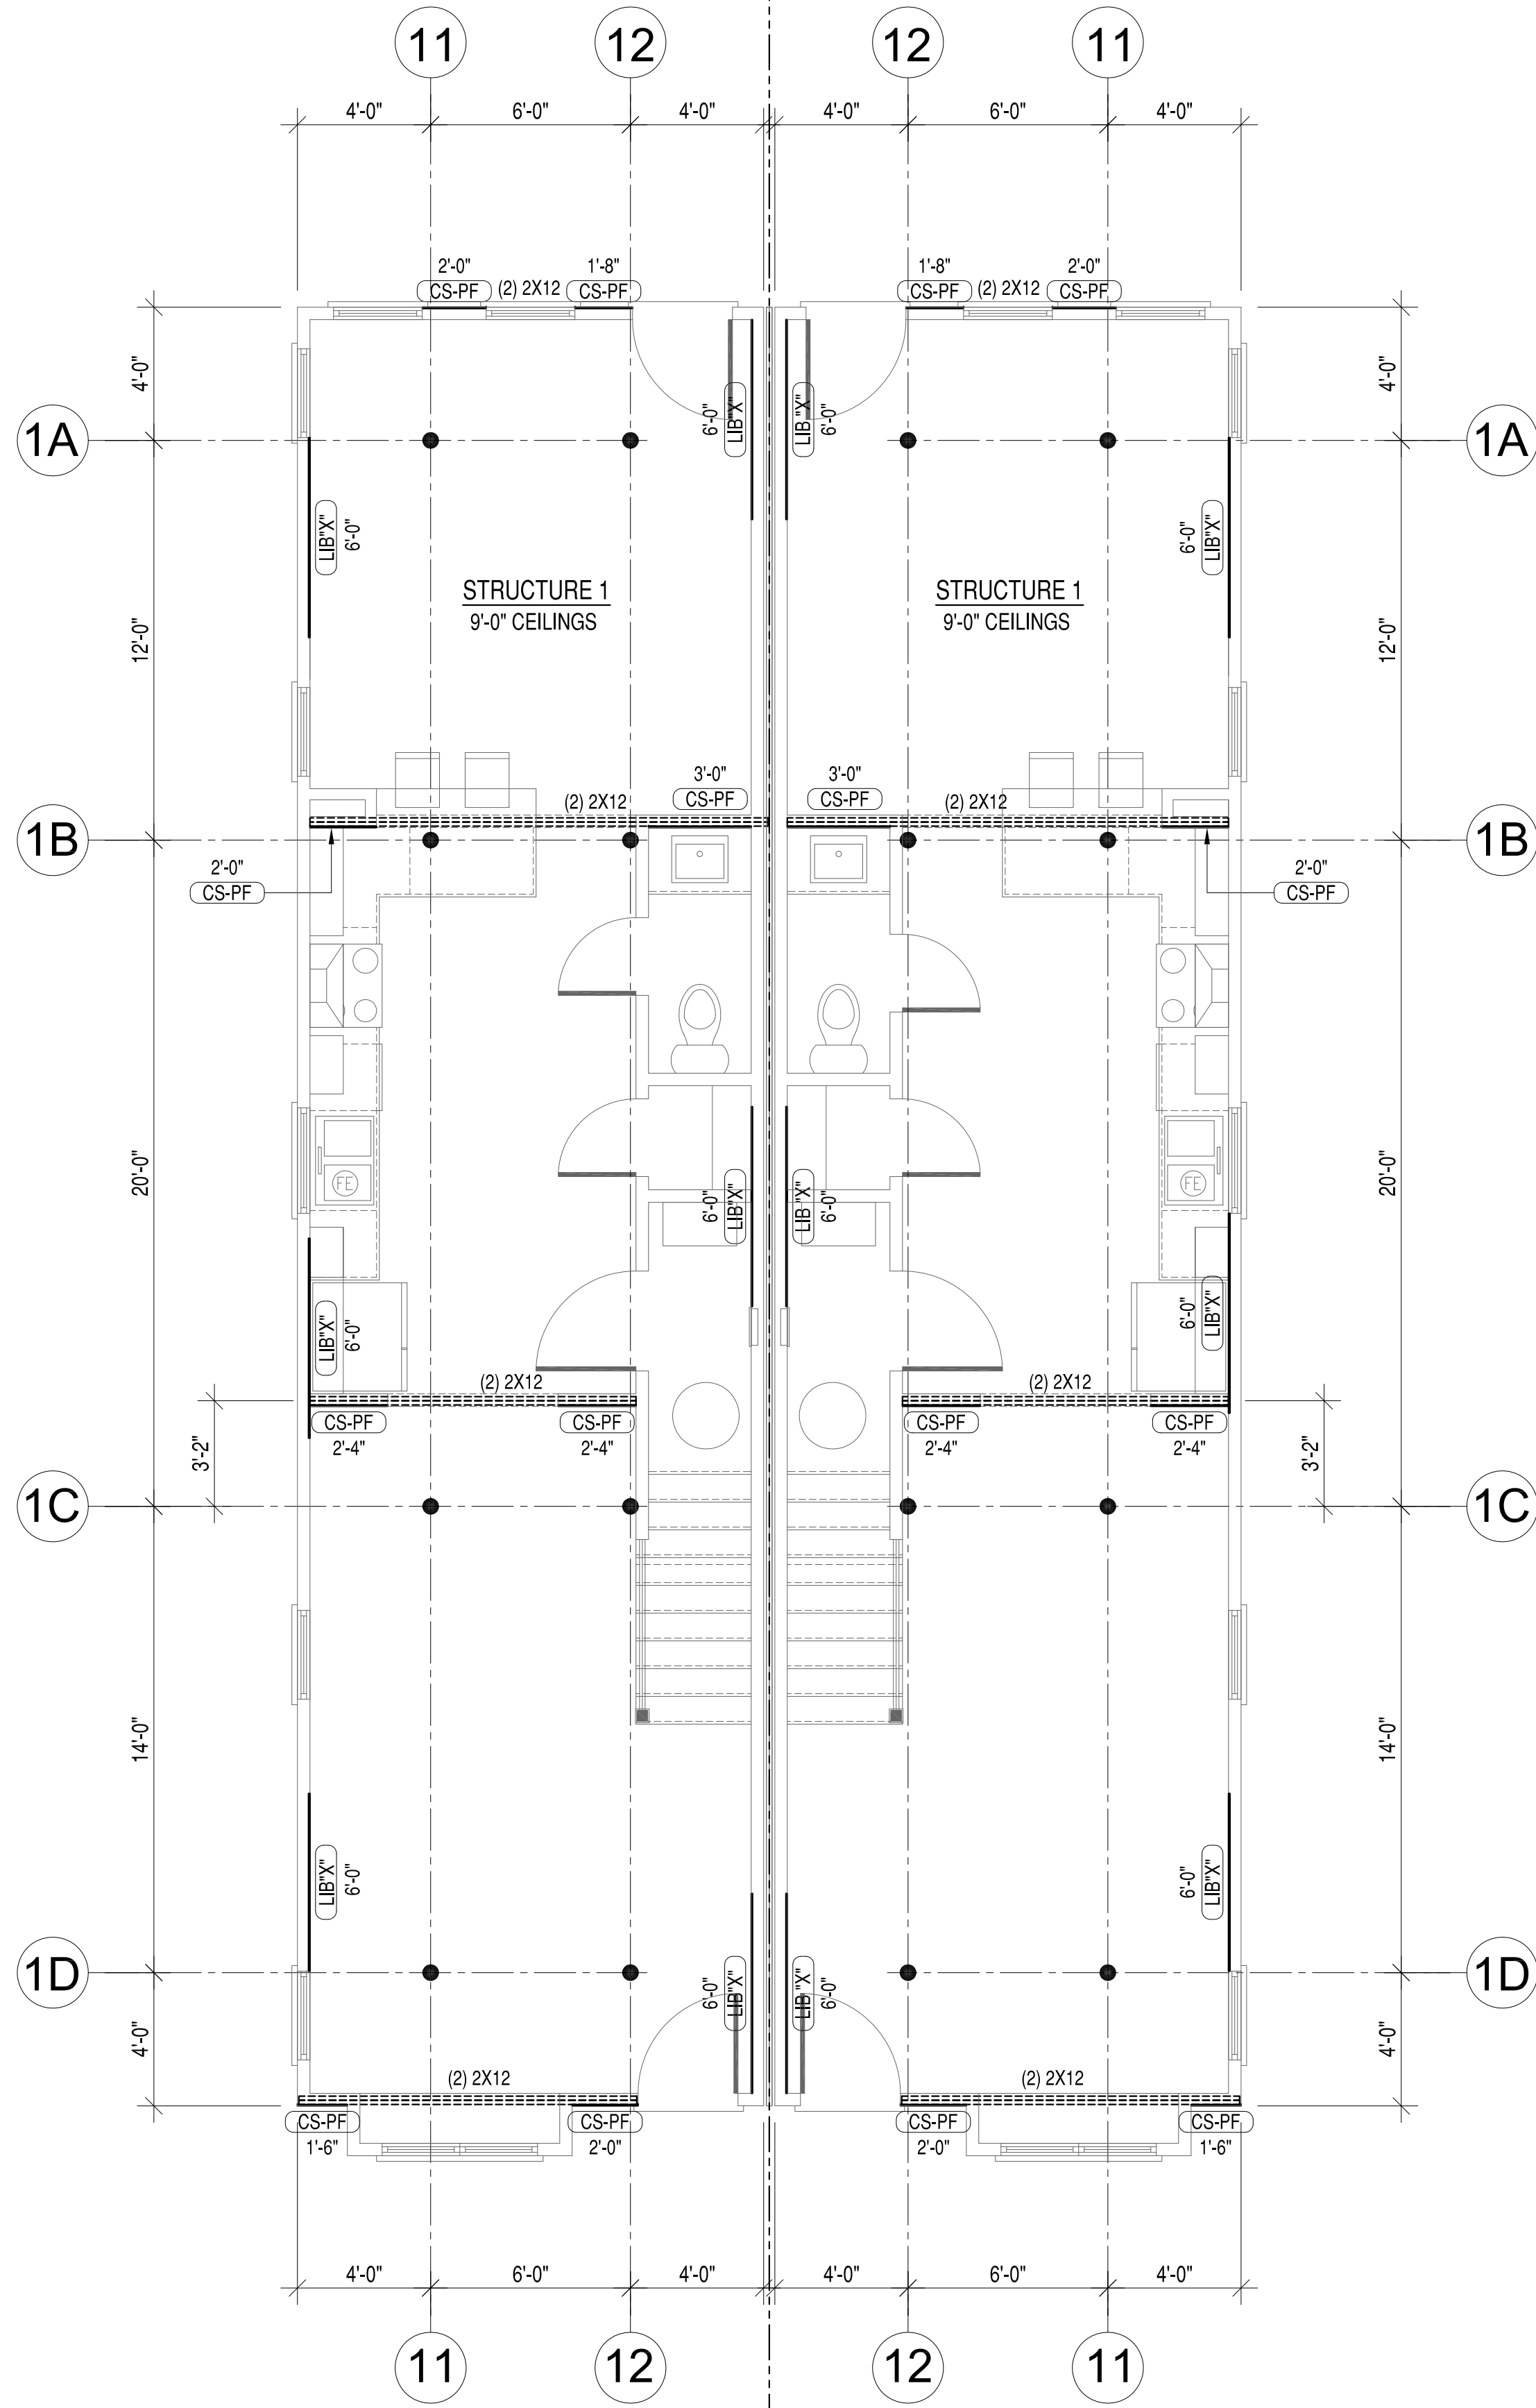 11 12 12 11
4'-0" 6'-0" 4'-0" 4'-0" 6'-0" 4'-0"
2'-0" 1'-8" 1'-8" 2'-0"
CS-PF (2) 2X12 CS-PF CS-PF (2) 2X12 CS-PF
4'-0" 4'-0"
6'-0" LIB"X" LIB"X" 6'-0"
1A 1A
LIB"X" 6'-0" 6'-0" LIB"X"
STRUCTURE 1 STRUCTURE 1
9'-0" CEILINGS 9'-0" CEILINGS
12'-0" 12'-0"
3'-0" 3'-0"
(2) 2X12 CS-PF CS-PF (2) 2X12
1B 1B
2'-0" 2'-0"
CS-PF CS-PF
20'-0" FE FE 20'-0"
6'-0" LIB"X" LIB"X" 6'-0"
LIB"X" 6'-0" 6'-0" LIB"X"
(2) 2X12 (2) 2X12
CS-PF CS-PF CS-PF CS-PF
2'-4" 2'-4" 2'-4" 2'-4"
3'-2" 3'-2"
1C 1C
14'-0" 14'-0"
LIB"X" 6'-0" 6'-0" LIB"X"
1D 1D
6'-0" LIB"X" LIB"X" 6'-0"
4'-0" 4'-0"
(2) 2X12 (2) 2X12
CS-PF CS-PF CS-PF CS-PF
1'-6" 2'-0" 2'-0" 1'-6"
4'-0" 6'-0" 4'-0" 4'-0" 6'-0" 4'-0"
11 12 12 11